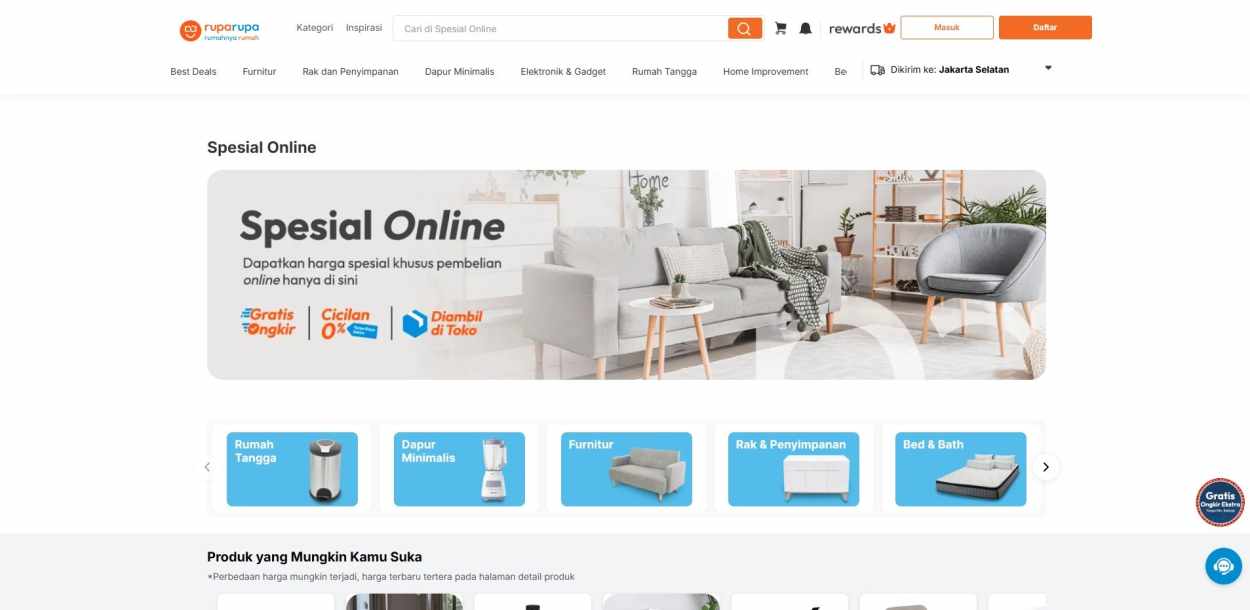 ruparupa
rumahnya rumah
Kategori
Inspirasi
Cari di Spesial Online
rewards
Masuk
Daftar
Best Deals
Furnitur
Rak dan Penyimpanan
Dapur Minimalis
Elektronik & Gadget
Rumah Tangga
Home Improvement
Be
Dikirim ke: Jakarta Selatan
Spesial Online
Home
Spesial Online
Dapatkan harga spesial khusus pembelian
online hanya di sini
Gratis
Ongkir
Cicilan
0%
Diambil
di Toko
Rumah
Tangga
Dapur
Minimalis
Furnitur
Rak & Penyimpanan
Bed & Bath
Gratis
Ongkir Ekstra
Produk yang Mungkin Kamu Suka
*Perbedaan harga mungkin terjadi, harga terbaru tertera pada halaman detail produk